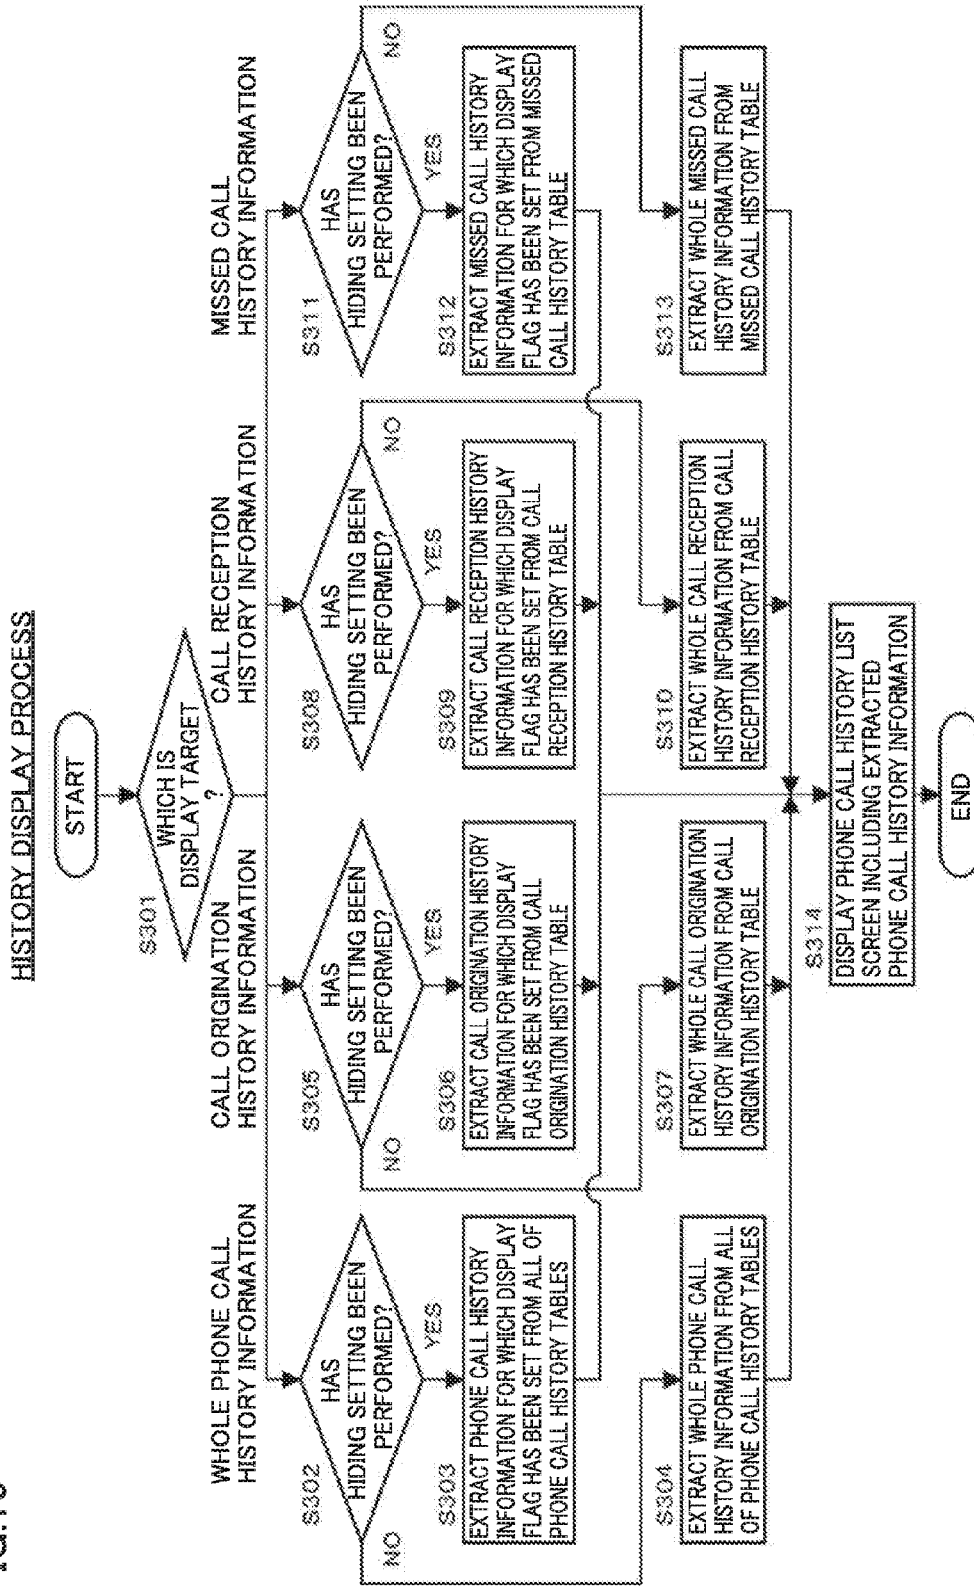 HISTORY DISPLAY PROCESS
START
S301
WHICH IS
DISPLAY TARGET
?
WHOLE PHONE CALL
HISTORY INFORMATION
CALL ORIGINATION
HISTORY INFORMATION
CALL RECEPTION
HISTORY INFORMATION
MISSED CALL
HISTORY INFORMATION
S302
HAS
HIDING SETTING BEEN
PERFORMED?
NO
YES
S303
EXTRACT PHONE CALL HISTORY
INFORMATION FOR WHICH DISPLAY
FLAG HAS BEEN SET FROM ALL OF
PHONE CALL HISTORY TABLES
S304
EXTRACT WHOLE PHONE CALL
HISTORY INFORMATION FROM ALL
OF PHONE CALL HISTORY TABLES
S305
HAS
HIDING SETTING BEEN
PERFORMED?
NO
YES
S306
EXTRACT CALL ORIGINATION HISTORY
INFORMATION FOR WHICH DISPLAY
FLAG HAS BEEN SET FROM CALL
ORIGINATION HISTORY TABLE
S307
EXTRACT WHOLE CALL ORIGINATION
HISTORY INFORMATION FROM CALL
ORIGINATION HISTORY TABLE
S308
HAS
HIDING SETTING BEEN
PERFORMED?
NO
YES
S309
EXTRACT CALL RECEPTION HISTORY
INFORMATION FOR WHICH DISPLAY
FLAG HAS BEEN SET FROM CALL
RECEPTION HISTORY TABLE
S310
EXTRACT WHOLE CALL RECEPTION
HISTORY INFORMATION FROM CALL
RECEPTION HISTORY TABLE
S311
HAS
HIDING SETTING BEEN
PERFORMED?
NO
YES
S312
EXTRACT MISSED CALL HISTORY
INFORMATION FOR WHICH DISPLAY
FLAG HAS BEEN SET FROM MISSED
CALL HISTORY TABLE
S313
EXTRACT WHOLE MISSED CALL
HISTORY INFORMATION FROM
MISSED CALL HISTORY TABLE
S314
DISPLAY PHONE CALL HISTORY LIST
SCREEN INCLUDING EXTRACTED
PHONE CALL HISTORY INFORMATION
END